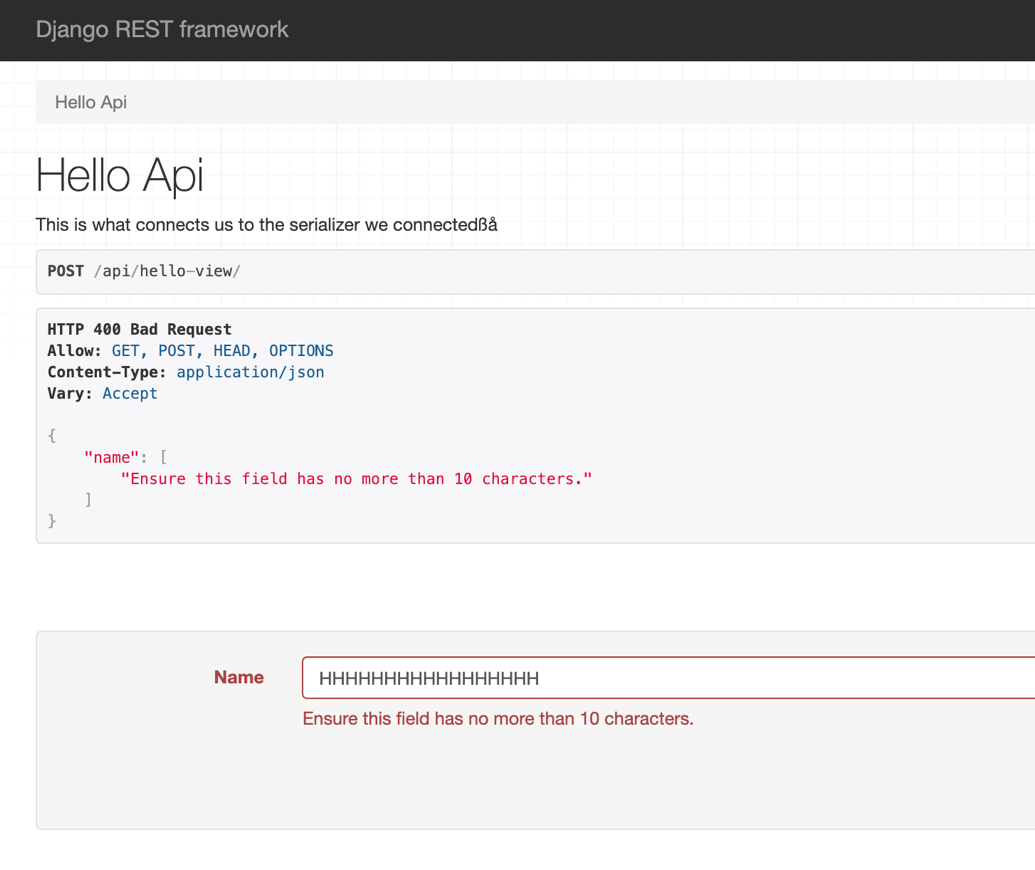 Django REST framework
Hello Api
Hello Api
This is what connects us to the serializer we connectedßå
POST /api/hello-view/
HTTP 400 Bad Request
Allow: GET, POST, HEAD, OPTIONS
Content-Type: application/json
Vary: Accept
{
    "name": [
        "Ensure this field has no more than 10 characters."
    ]
}
Name HHHHHHHHHHHHHHHHH
Ensure this field has no more than 10 characters.